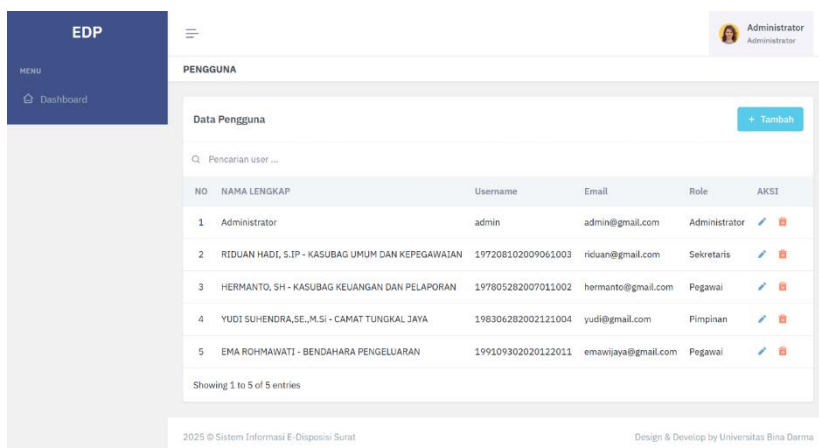 EDP
Administrator
Administrator
MENU
Dashboard
PENGGUNA
Data Pengguna
+ Tambah
Pencarian user ...
NO NAMA LENGKAP Username Email Role AKSI
1 Administrator admin admin@gmail.com Administrator
2 RIDUAN HADI, S.IP - KASUBAG UMUM DAN KEPEGAWAIAN 197208102009061003 riduan@gmail.com Sekretaris
3 HERMANTO, SH - KASUBAG KEUANGAN DAN PELAPORAN 197805282007011002 hermanto@gmail.com Pegawai
4 YUDI SUHENDRA,SE.,M.Si - CAMAT TUNGKAL JAYA 198306282002121004 yudi@gmail.com Pimpinan
5 EMA ROHMAWATI - BENDAHARA PENGELUARAN 199109302020122011 emawijaya@gmail.com Pegawai
Showing 1 to 5 of 5 entries
2025 © Sistem Informasi E-Disposisi Surat
Design & Develop by Universitas Bina Darma